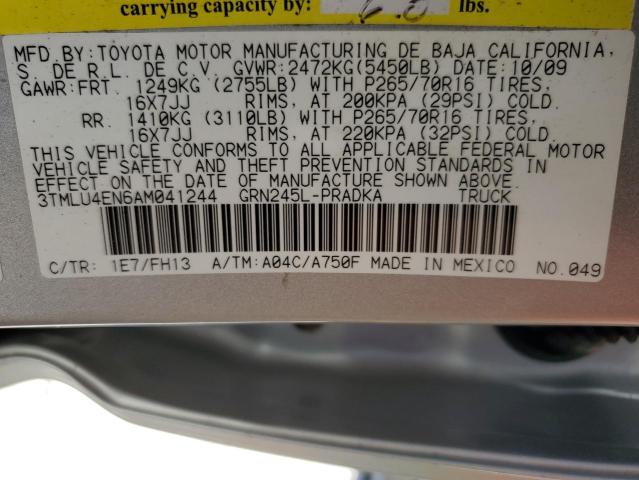 carrying capacity by: 6.0 lbs.
MFD.BY:TOYOTA MOTOR MANUFACTURING DE BAJA CALIFORNIA,
S. DE R.L. DE C.V. GVWR:2472KG(5450LB) DATE:10/09
GAWR:FRT. 1249KG (2755LB) WITH P265/70R16 TIRES,
16X7JJ RIMS, AT 200KPA (29PSI) COLD.
RR. 1410KG (3110LB) WITH P265/70R16 TIRES,
16X7JJ RIMS, AT 220KPA (32PSI) COLD.
THIS VEHICLE CONFORMS TO ALL APPLICABLE FEDERAL MOTOR
VEHICLE SAFETY AND THEFT PREVENTION STANDARDS IN
EFFECT ON THE DATE OF MANUFACTURE SHOWN ABOVE.
3TMLU4EN6AM041244 GRN245L-PRADKA TRUCK
C/TR: 1E7/FH13 A/TM:A04C/A750F MADE IN MEXICO NO.049